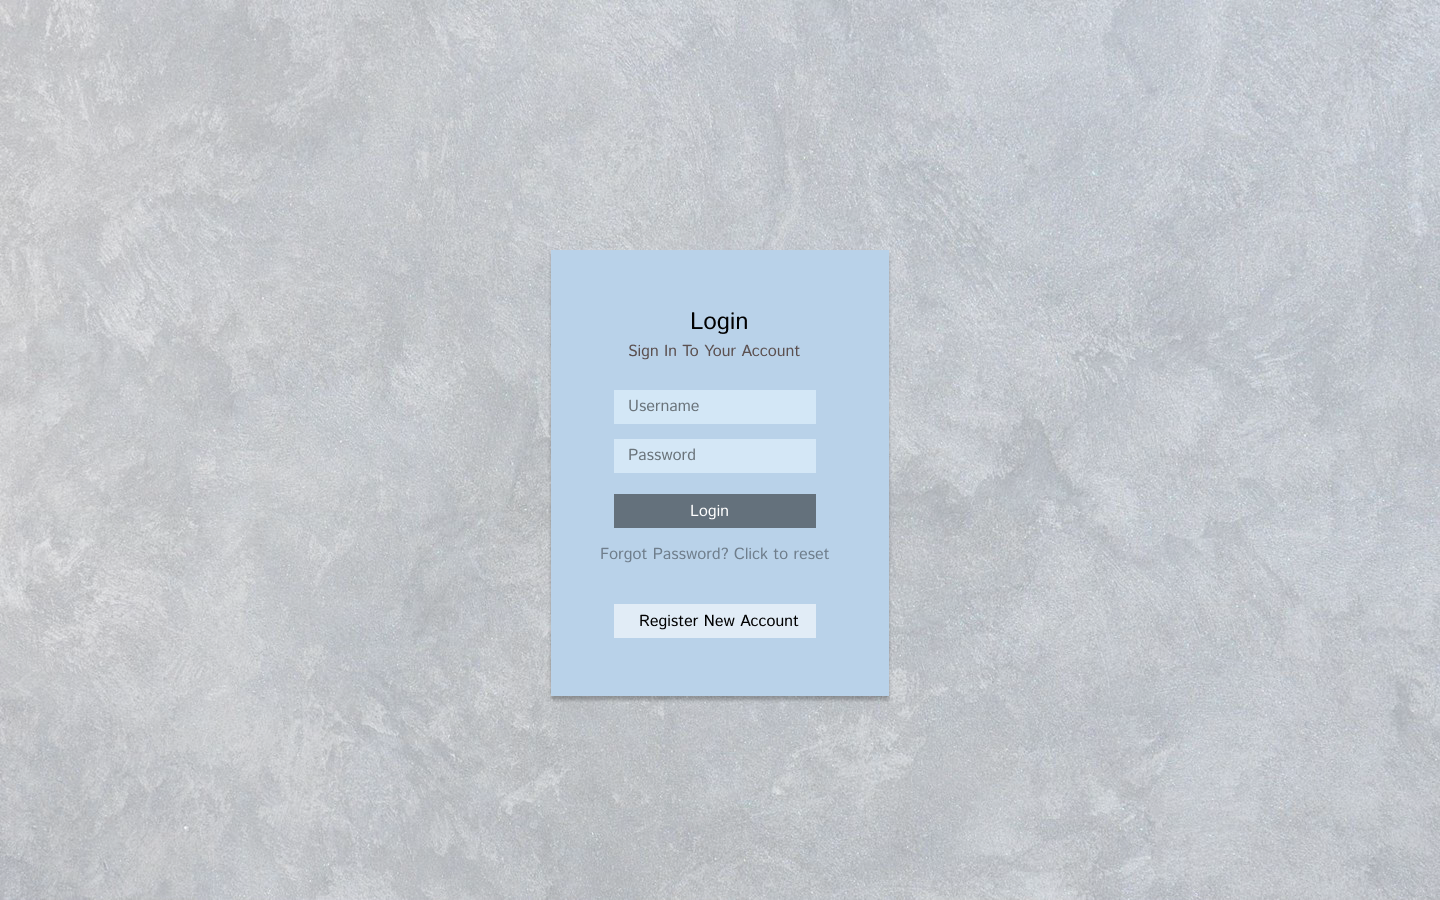 Login
Sign In To Your Account
Username
Password
Login
Forgot Password? Click to reset
Register New Account